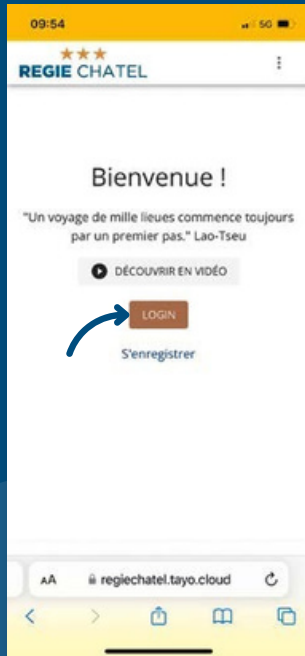 09:54
5G
REGIE CHATEL
Bienvenue !
"Un voyage de mille lieues commence toujours
par un premier pas." Lao-Tseu
DÉCOUVRIR EN VIDÉO
LOGIN
S'enregistrer
AA
regiechatel.tayo.cloud